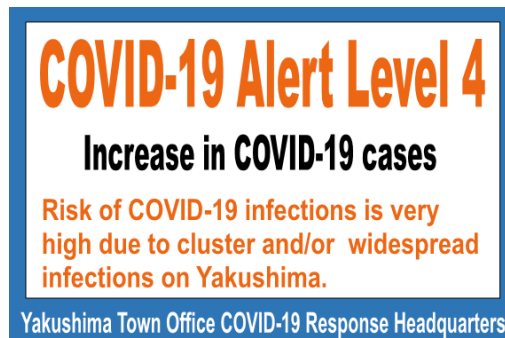 COVID-19 Alert Level 4
Increase in COVID-19 cases
Risk of COVID-19 infections is very
high due to cluster and/or widespread
infections on Yakushima.
Yakushima Town Office COVID-19 Response Headquarters